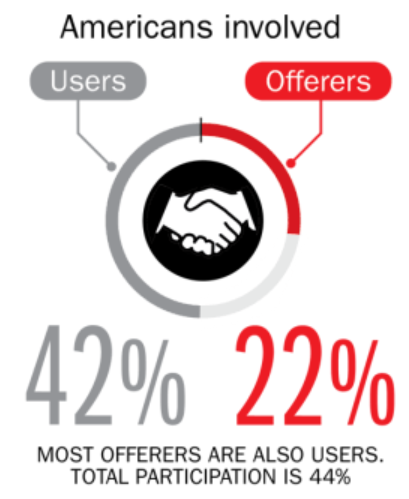 Americans involved
Users Offerers
42% 22%
MOST OFFERERS ARE ALSO USERS.
TOTAL PARTICIPATION IS 44%